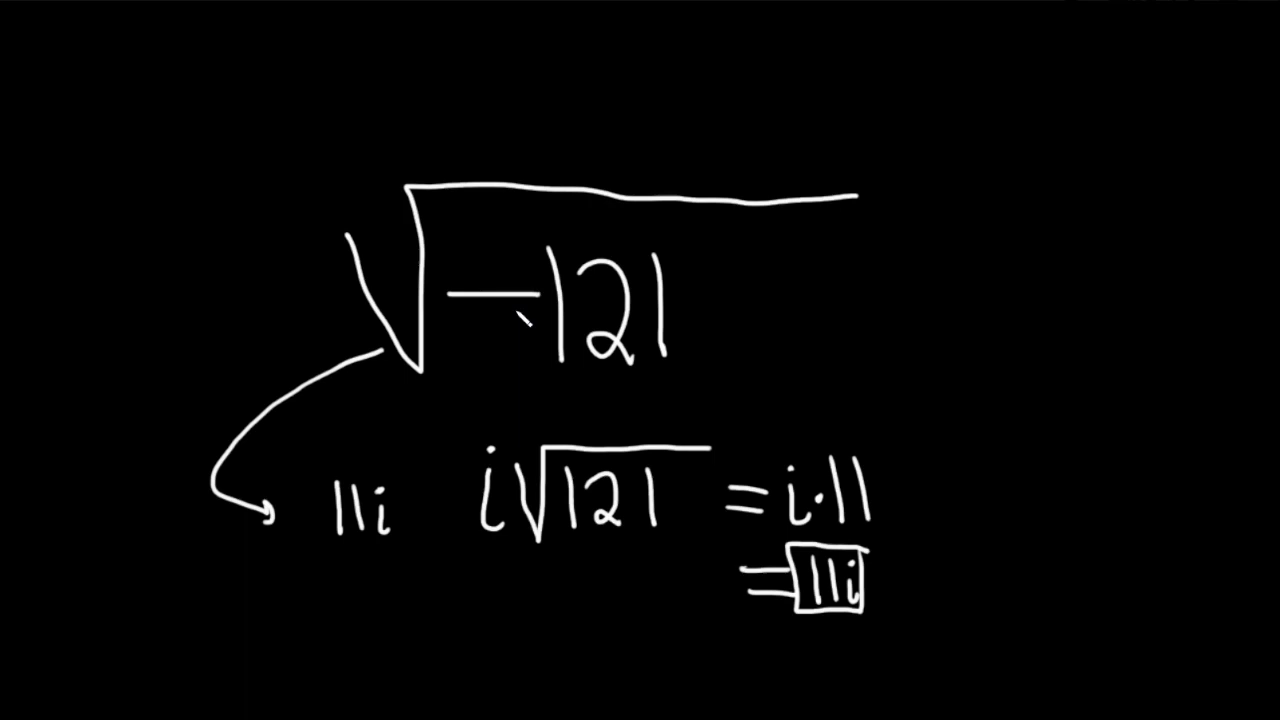 √-121
11i i√121 = i·11
= 11i